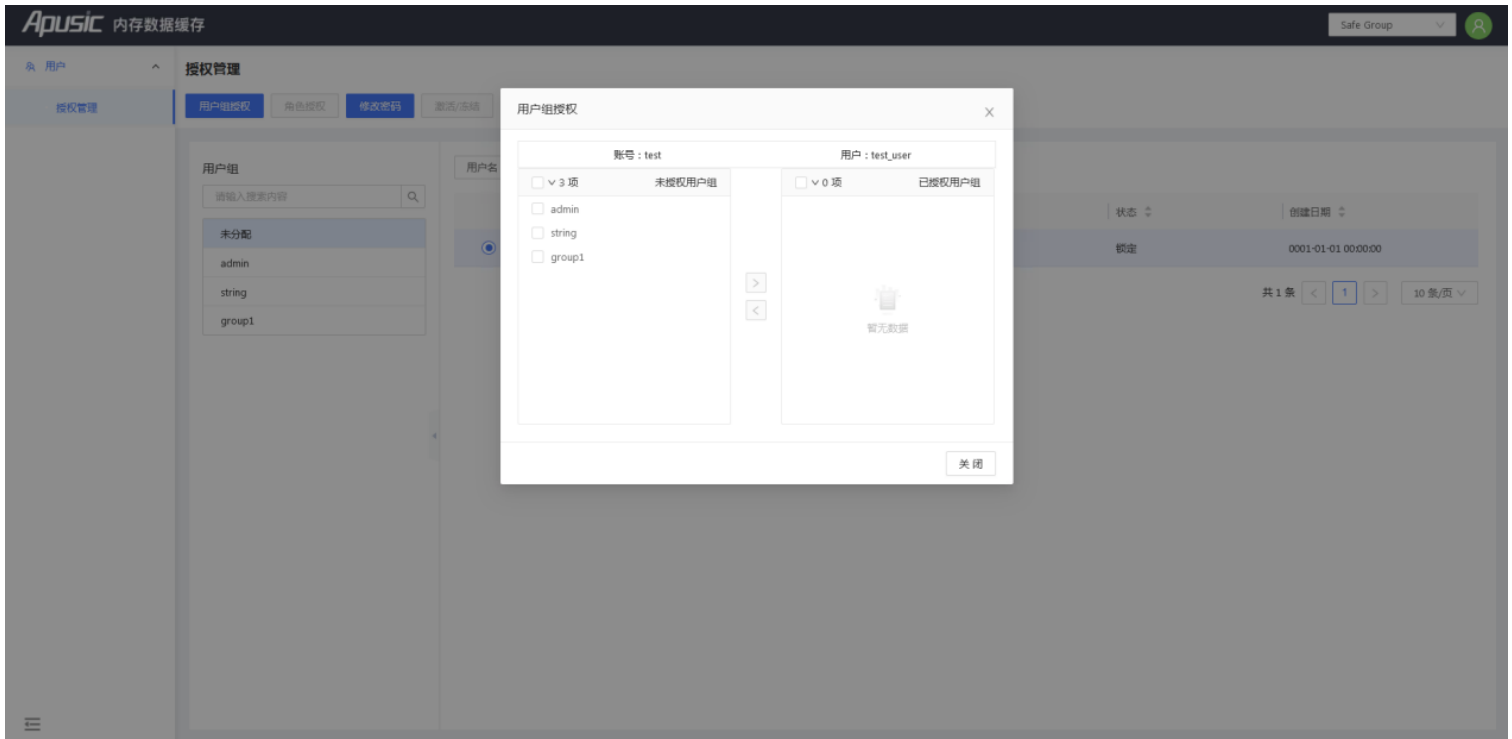 Apusic 内存数据缓存
Safe Group
用户
授权管理
授权管理
用户组授权 角色授权 修改密码 激活/冻结
用户组
请输入搜索内容
未分配
admin
string
group1
用户名
状态
创建日期
锁定
0001-01-01 00:00:00
共 1 条
1
10 条/页
用户组授权
账号：test
用户：test_user
3 项 未授权用户组
admin
string
group1
0 项 已授权用户组
暂无数据
关 闭